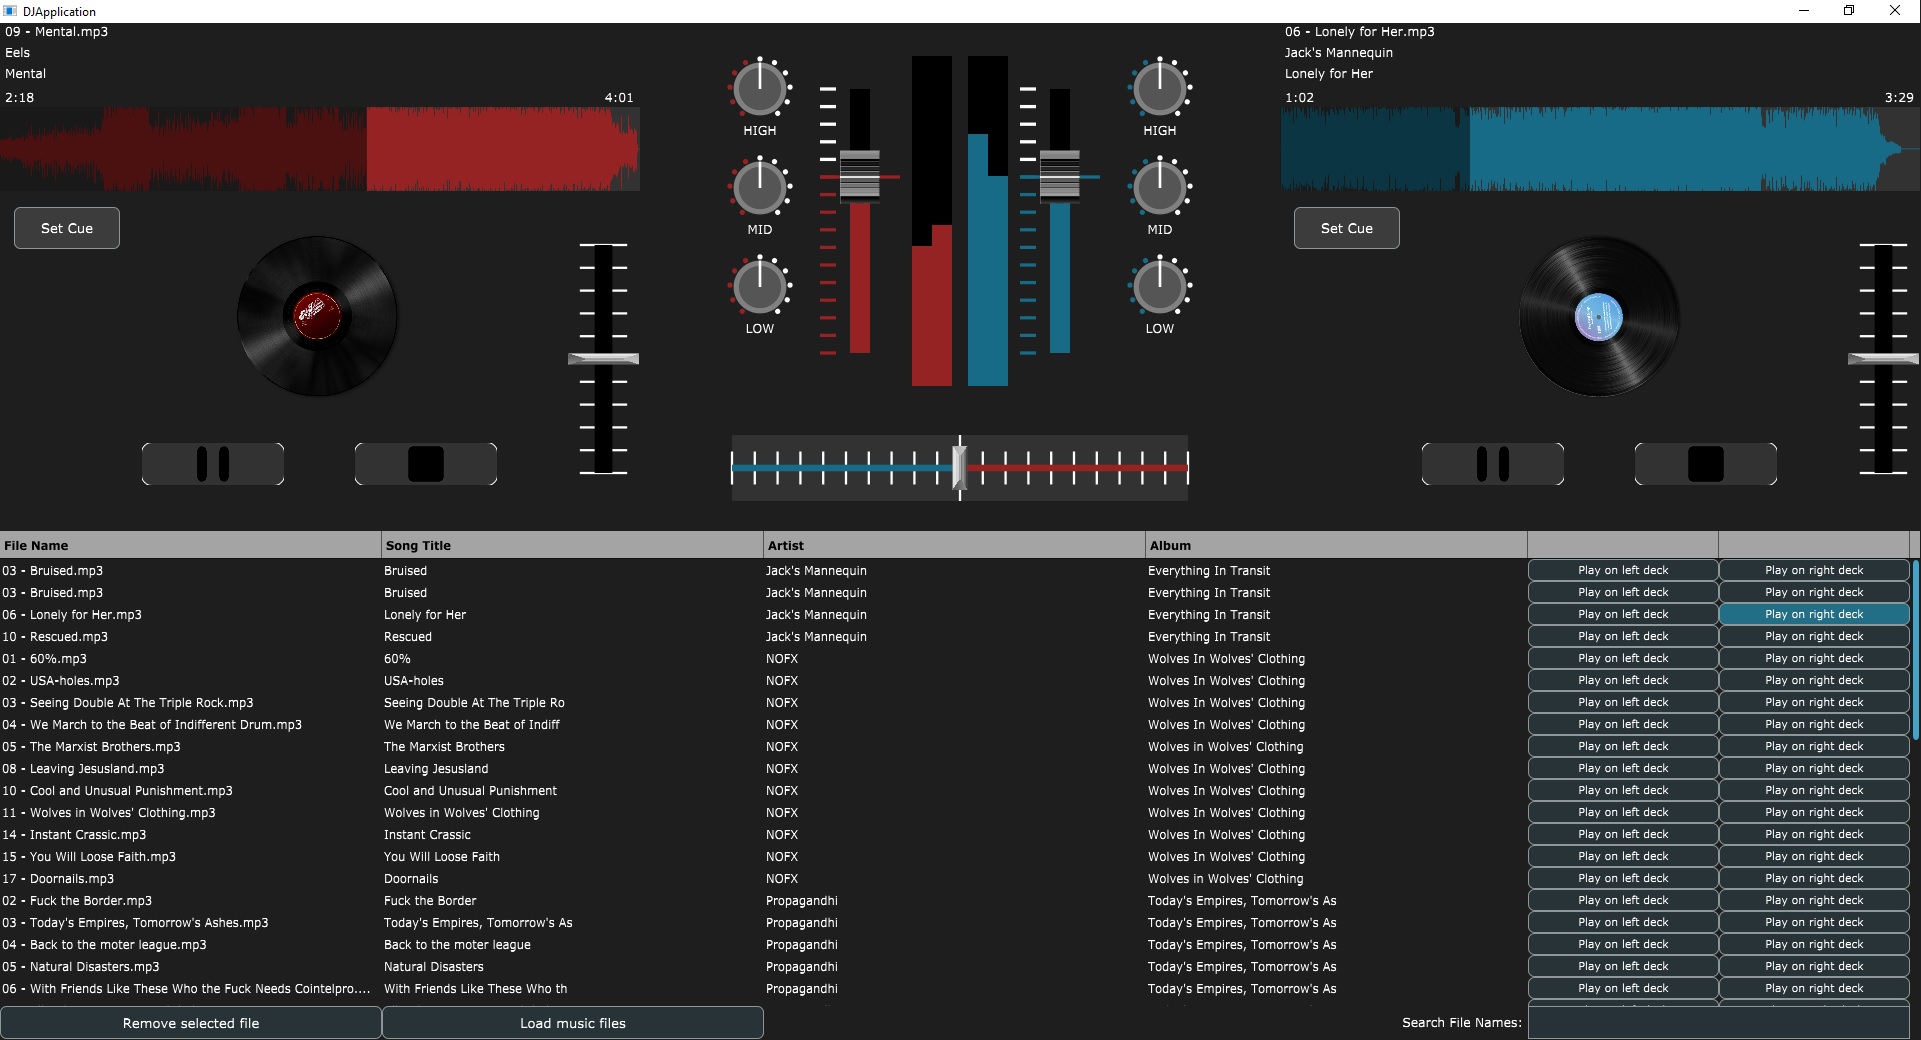 DJApplication
09 - Mental.mp3
Eels
Mental
2:18 4:01
Set Cue
HIGH
MID
LOW
HIGH
MID
LOW
06 - Lonely for Her.mp3
Jack's Mannequin
Lonely for Her
1:02 3:29
Set Cue
File Name Song Title Artist Album
03 - Bruised.mp3 Bruised Jack's Mannequin Everything In Transit Play on left deck Play on right deck
03 - Bruised.mp3 Bruised Jack's Mannequin Everything In Transit Play on left deck Play on right deck
06 - Lonely for Her.mp3 Lonely for Her Jack's Mannequin Everything In Transit Play on left deck Play on right deck
10 - Rescued.mp3 Rescued Jack's Mannequin Everything In Transit Play on left deck Play on right deck
01 - 60%.mp3 60% NOFX Wolves In Wolves' Clothing Play on left deck Play on right deck
02 - USA-holes.mp3 USA-holes NOFX Wolves In Wolves' Clothing Play on left deck Play on right deck
03 - Seeing Double At The Triple Rock.mp3 Seeing Double At The Triple Ro NOFX Wolves In Wolves' Clothing Play on left deck Play on right deck
04 - We March to the Beat of Indifferent Drum.mp3 We March to the Beat of Indiff NOFX Wolves In Wolves' Clothing Play on left deck Play on right deck
05 - The Marxist Brothers.mp3 The Marxist Brothers NOFX Wolves in Wolves' Clothing Play on left deck Play on right deck
08 - Leaving Jesusland.mp3 Leaving Jesusland NOFX Wolves In Wolves' Clothing Play on left deck Play on right deck
10 - Cool and Unusual Punishment.mp3 Cool and Unusual Punishment NOFX Wolves In Wolves' Clothing Play on left deck Play on right deck
11 - Wolves in Wolves' Clothing.mp3 Wolves in Wolves' Clothing NOFX Wolves In Wolves' Clothing Play on left deck Play on right deck
14 - Instant Crassic.mp3 Instant Crassic NOFX Wolves In Wolves' Clothing Play on left deck Play on right deck
15 - You Will Loose Faith.mp3 You Will Loose Faith NOFX Wolves In Wolves' Clothing Play on left deck Play on right deck
17 - Doornails.mp3 Doornails NOFX Wolves in Wolves' Clothing Play on left deck Play on right deck
02 - Fuck the Border.mp3 Fuck the Border Propagandhi Today's Empires, Tomorrow's As Play on left deck Play on right deck
03 - Today's Empires, Tomorrow's Ashes.mp3 Today's Empires, Tomorrow's As Propagandhi Today's Empires, Tomorrow's As Play on left deck Play on right deck
04 - Back to the moter league.mp3 Back to the moter league Propagandhi Today's Empires, Tomorrow's As Play on left deck Play on right deck
05 - Natural Disasters.mp3 Natural Disasters Propagandhi Today's Empires, Tomorrow's As Play on left deck Play on right deck
06 - With Friends Like These Who the Fuck Needs Cointelpro.... With Friends Like These Who th Propagandhi Today's Empires, Tomorrow's As Play on left deck Play on right deck
Remove selected file Load music files Search File Names: